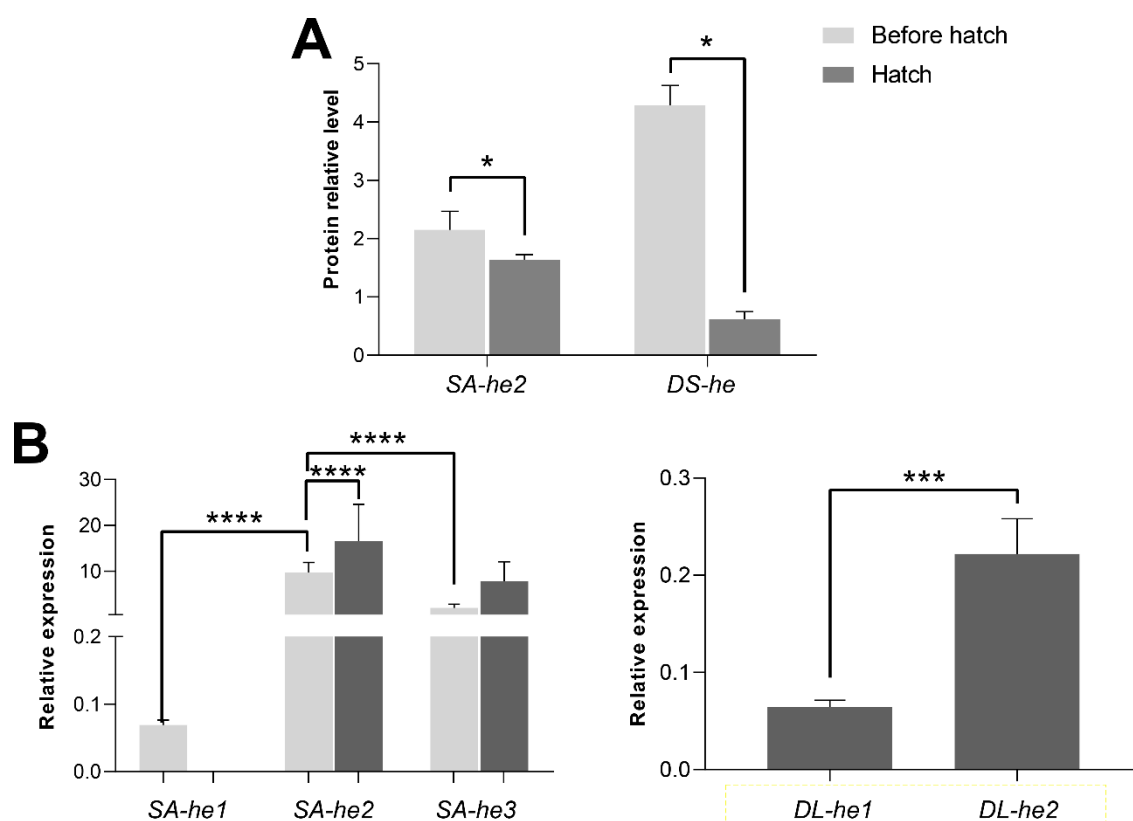 A
Before hatch
Hatch
Protein relative level
5
4
3
2
1
0
*
*
SA-he2
DS-he
B
Relative expression
30
20
10
0.2
0.1
0.0
****
****
****
SA-he1
SA-he2
SA-he3
Relative expression
0.3
0.2
0.1
0.0
***
DL-he1
DL-he2